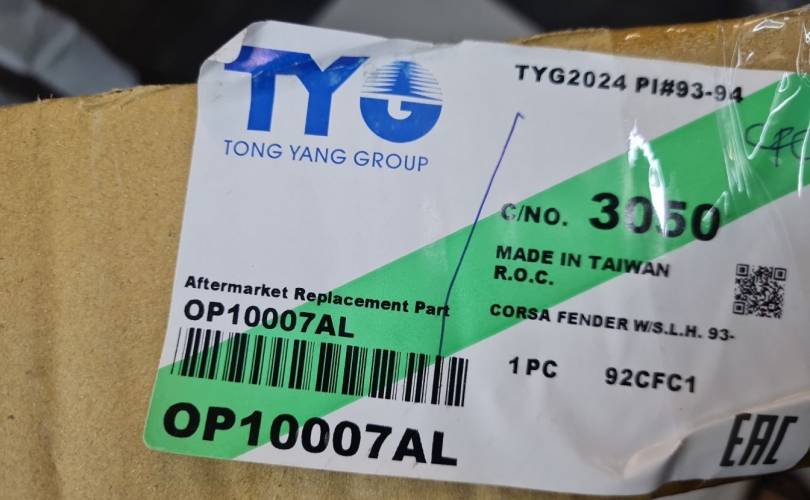 TYG
TONG YANG GROUP
TYG2024 PI#93-94
C/NO. 3050
MADE IN TAIWAN
R.O.C.
CORSA FENDER W/S.L.H. 93-
1 PC 92CFC1
Aftermarket Replacement Part
OP10007AL
OP10007AL
EAC